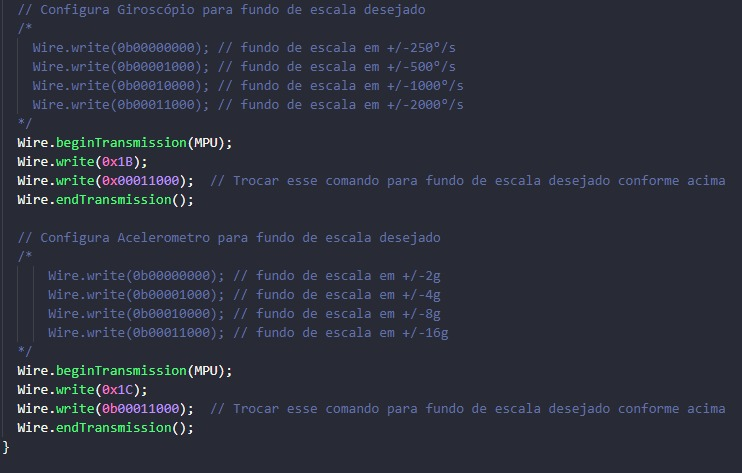 // Configura Giroscópio para fundo de escala desejado
/*
Wire.write(0b00000000); // fundo de escala em +/-250°/s
Wire.write(0b00001000); // fundo de escala em +/-500°/s
Wire.write(0b00010000); // fundo de escala em +/-1000°/s
Wire.write(0b00011000); // fundo de escala em +/-2000°/s
*/
Wire.beginTransmission(MPU);
Wire.write(0x1B);
Wire.write(0x00011000);  // Trocar esse comando para fundo de escala desejado conforme acima
Wire.endTransmission();
// Configura Acelerometro para fundo de escala desejado
/*
Wire.write(0b00000000); // fundo de escala em +/-2g
Wire.write(0b00001000); // fundo de escala em +/-4g
Wire.write(0b00010000); // fundo de escala em +/-8g
Wire.write(0b00011000); // fundo de escala em +/-16g
*/
Wire.beginTransmission(MPU);
Wire.write(0x1C);
Wire.write(0b00011000);  // Trocar esse comando para fundo de escala desejado conforme acima
Wire.endTransmission();
}